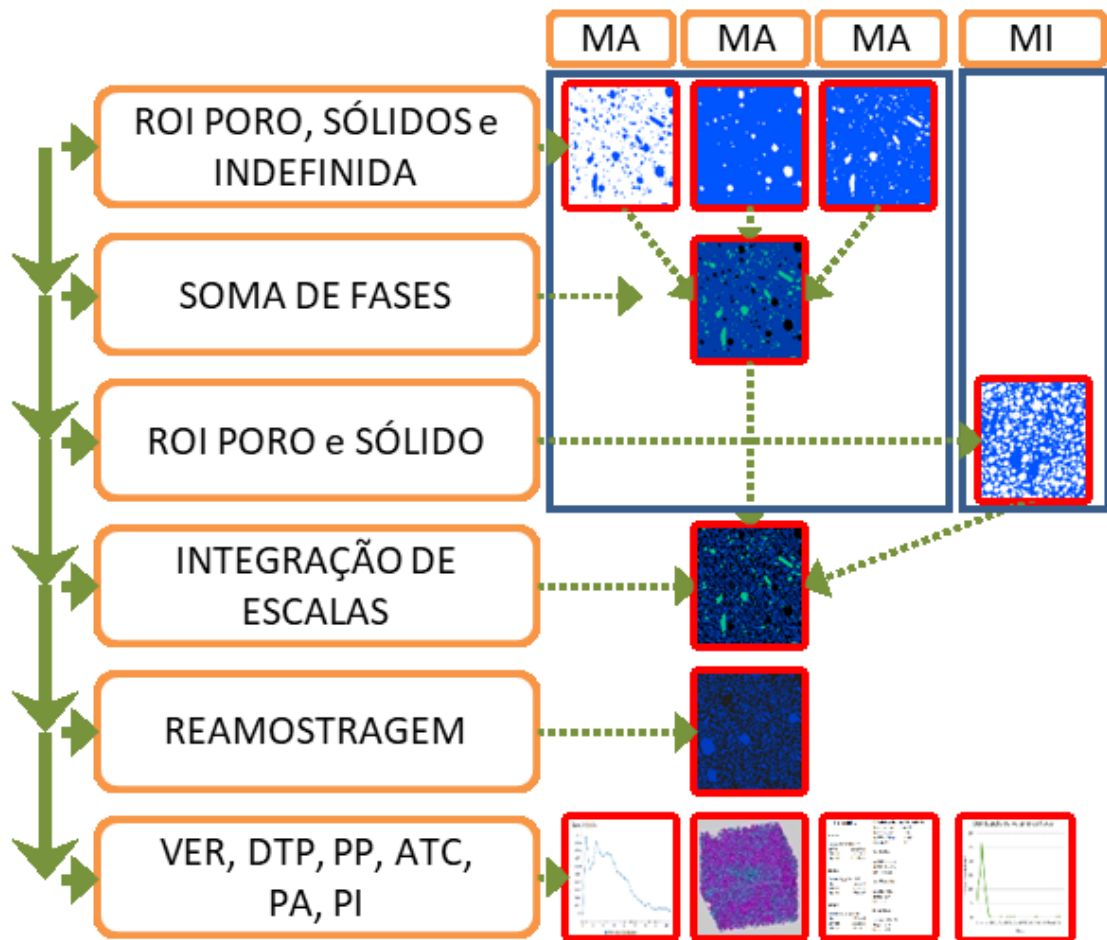 MA
MA
MA
MI
ROI PORO, SÓLIDOS e
INDEFINIDA
SOMA DE FASES
ROI PORO e SÓLIDO
INTEGRAÇÃO DE
ESCALAS
REAMOSTRAGEM
VER, DTP, PP, ATC,
PA, PI